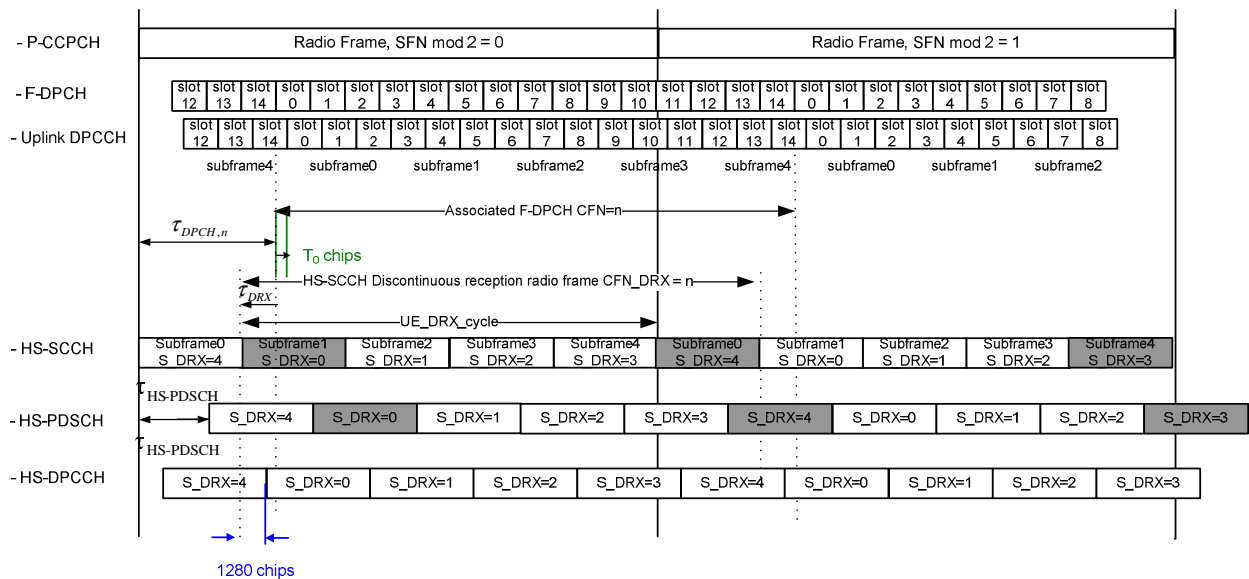 - P-CCPCH
Radio Frame, SFN mod 2 = 0
Radio Frame, SFN mod 2 = 1
- F-DPCH
slot 12 slot 13 slot 14 slot 0 slot 1 slot 2 slot 3 slot 4 slot 5 slot 6 slot 7 slot 8 slot 9 slot 10 slot 11 slot 12 slot 13 slot 14 slot 0 slot 1 slot 2 slot 3 slot 4 slot 5 slot 6 slot 7 slot 8
- Uplink DPCCH
slot 12 slot 13 slot 14 slot 0 slot 1 slot 2 slot 3 slot 4 slot 5 slot 6 slot 7 slot 8 slot 9 slot 10 slot 11 slot 12 slot 13 slot 14 slot 0 slot 1 slot 2 slot 3 slot 4 slot 5 slot 6 slot 7 slot 8
subframe4 subframe0 subframe1 subframe2 subframe3 subframe4 subframe0 subframe1 subframe2
Associated F-DPCH CFN=n
τ DPCH,n
T0 chips
HS-SCCH Discontinuous reception radio frame CFN_DRX = n
τ DRX
UE_DRX_cycle
- HS-SCCH
Subframe0 Subframe1 Subframe2 Subframe3 Subframe4 Subframe0 Subframe1 Subframe2 Subframe3 Subframe4
S_DRX=4 S_DRX=0 S_DRX=1 S_DRX=2 S_DRX=3 S_DRX=4 S_DRX=0 S_DRX=1 S_DRX=2 S_DRX=3
τ HS-PDSCH
- HS-PDSCH
S_DRX=4 S_DRX=0 S_DRX=1 S_DRX=2 S_DRX=3 S_DRX=4 S_DRX=0 S_DRX=1 S_DRX=2 S_DRX=3
τ HS-PDSCH
- HS-DPCCH
S_DRX=4 S_DRX=0 S_DRX=1 S_DRX=2 S_DRX=3 S_DRX=4 S_DRX=0 S_DRX=1 S_DRX=2 S_DRX=3
1280 chips